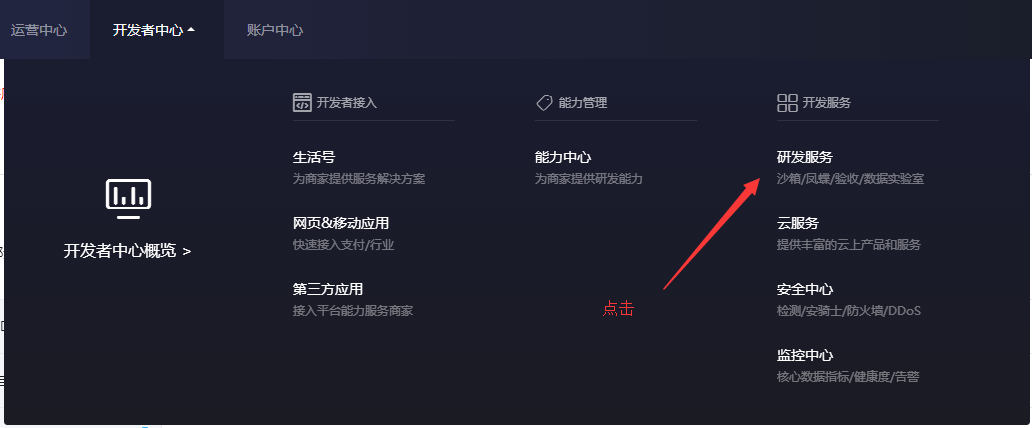 运营中心
开发者中心
账户中心
开发者中心概览 >
开发者接入
生活号
为商家提供服务解决方案
网页&移动应用
快速接入支付/行业
第三方应用
接入平台能力服务商家
能力管理
能力中心
为商家提供研发能力
开发服务
研发服务
沙箱/凤蝶/验收/数据实验室
云服务
提供丰富的云上产品和服务
安全中心
检测/安骑士/防火墙/DDoS
监控中心
核心数据指标/健康度/告警
点击